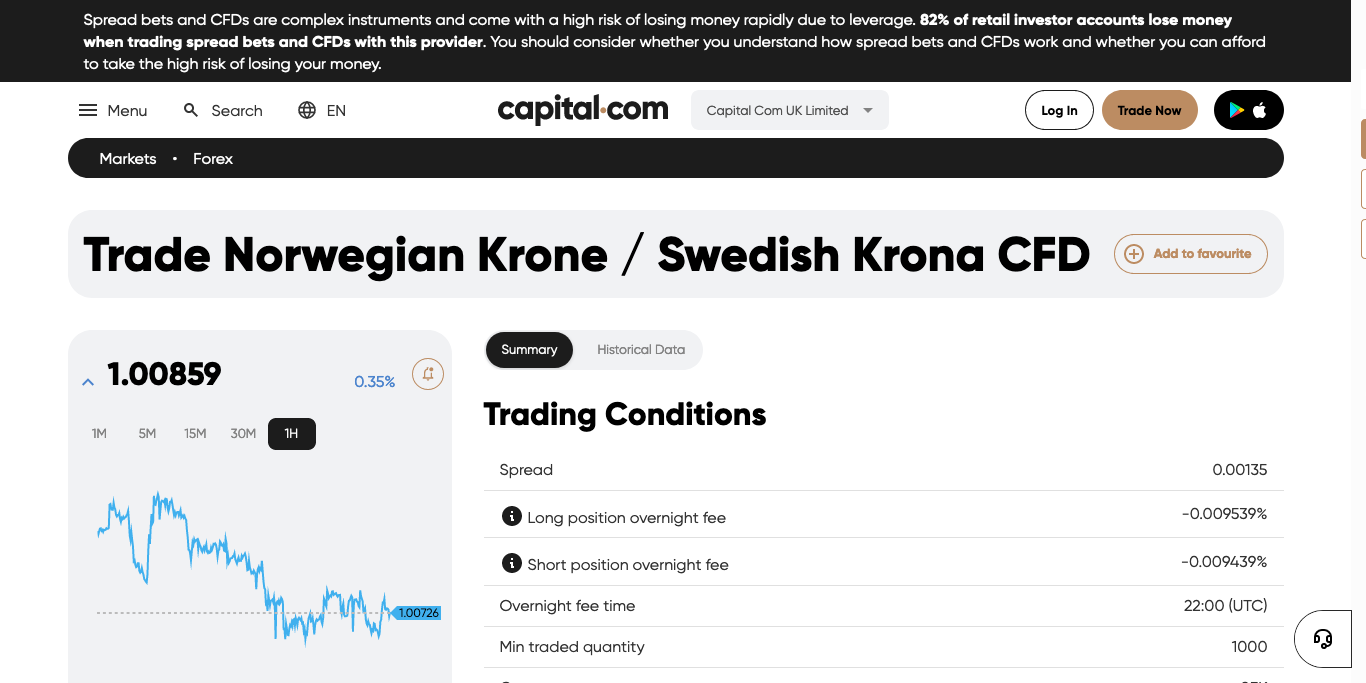 Spread bets and CFDs are complex instruments and come with a high risk of losing money rapidly due to leverage. 82% of retail investor accounts lose money
when trading spread bets and CFDs with this provider. You should consider whether you understand how spread bets and CFDs work and whether you can afford
to take the high risk of losing your money.
Menu Search EN capital.com Capital Com UK Limited Log In Trade Now
Markets • Forex
Trade Norwegian Krone / Swedish Krona CFD Add to favourite
1.00859 0.35%
1M 5M 15M 30M 1H
1.00726
Summary Historical Data
Trading Conditions
Spread 0.00135
Long position overnight fee -0.009539%
Short position overnight fee -0.009439%
Overnight fee time 22:00 (UTC)
Min traded quantity 1000